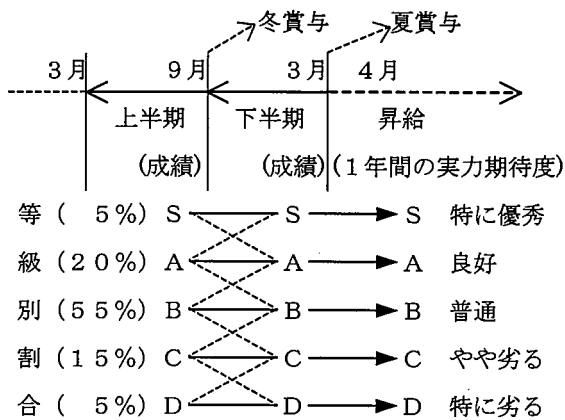 冬賞与 夏賞与
3月 9月 3月 4月
上半期 下半期 昇給
(成績) (成績) (1年間の実力期待度)
等( 5%) S S S 特に優秀
級(20%) A A A 良好
別(55%) B B B 普通
割(15%) C C C やや劣る
合( 5%) D D D 特に劣る